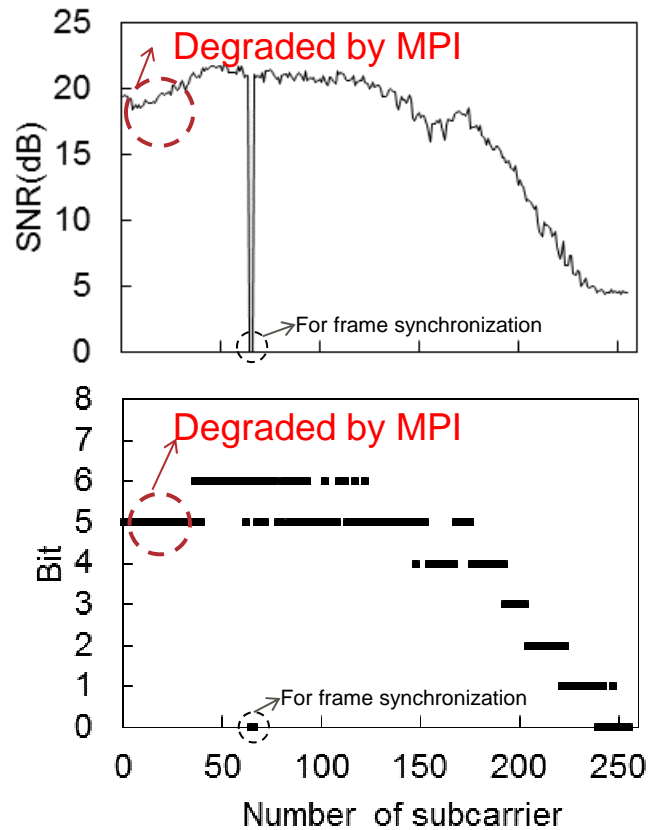 25
Degraded by MPI
20
15
SNR(dB)
10
5
For frame synchronization
0
8
Degraded by MPI
7
6
5
Bit
4
3
2
1
For frame synchronization
0
0 50 100 150 200 250
Number of subcarrier